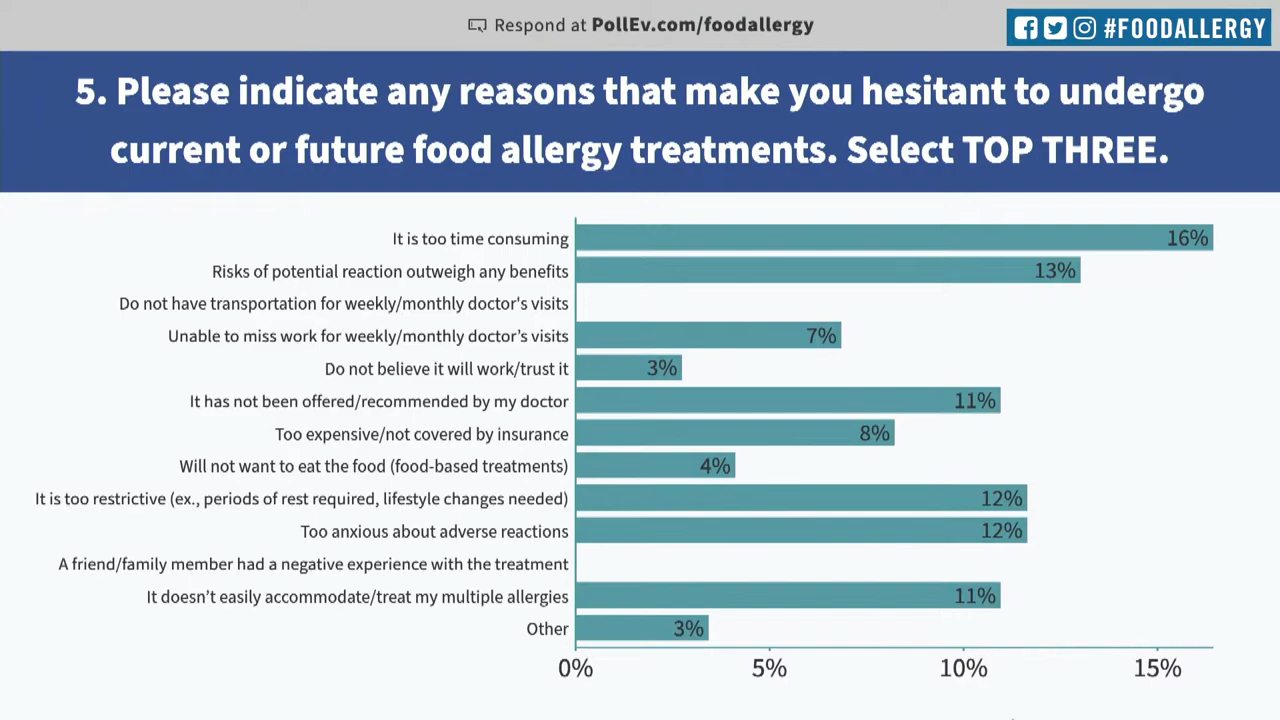 Respond at PollEv.com/foodallergy
#FOODALLERGY
5. Please indicate any reasons that make you hesitant to undergo
current or future food allergy treatments. Select TOP THREE.
It is too time consuming 16%
Risks of potential reaction outweigh any benefits 13%
Do not have transportation for weekly/monthly doctor's visits
Unable to miss work for weekly/monthly doctor’s visits 7%
Do not believe it will work/trust it 3%
It has not been offered/recommended by my doctor 11%
Too expensive/not covered by insurance 8%
Will not want to eat the food (food-based treatments) 4%
It is too restrictive (ex., periods of rest required, lifestyle changes needed) 12%
Too anxious about adverse reactions 12%
A friend/family member had a negative experience with the treatment
It doesn’t easily accommodate/treat my multiple allergies 11%
Other 3%
0% 5% 10% 15%